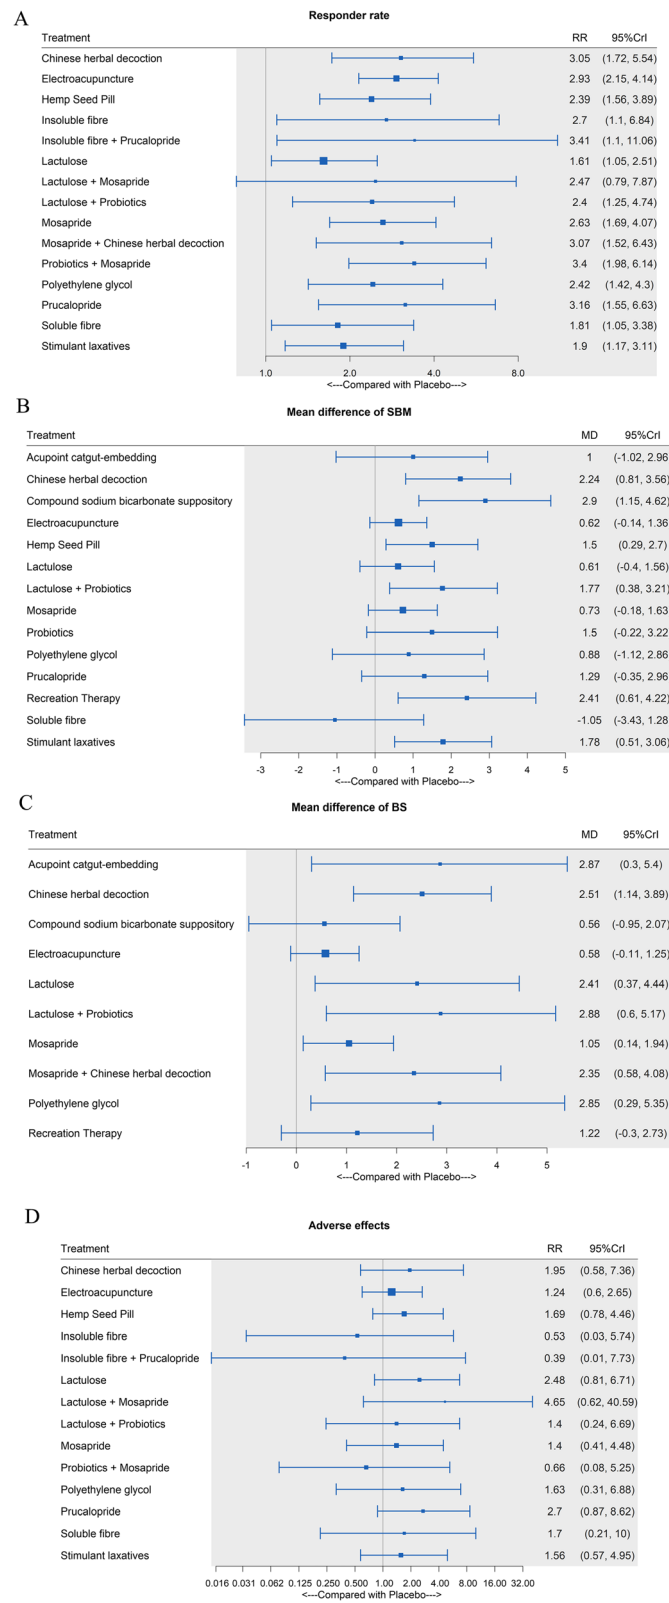 A
Responder rate
Treatment RR 95%CrI
Chinese herbal decoction 3.05 (1.72, 5.54)
Electroacupuncture 2.93 (2.15, 4.14)
Hemp Seed Pill 2.39 (1.56, 3.89)
Insoluble fibre 2.7 (1.1, 6.84)
Insoluble fibre + Prucalopride 3.41 (1.1, 11.06)
Lactulose 1.61 (1.05, 2.51)
Lactulose + Mosapride 2.47 (0.79, 7.87)
Lactulose + Probiotics 2.4 (1.25, 4.74)
Mosapride 2.63 (1.69, 4.07)
Mosapride + Chinese herbal decoction 3.07 (1.52, 6.43)
Probiotics + Mosapride 3.4 (1.98, 6.14)
Polyethylene glycol 2.42 (1.42, 4.3)
Prucalopride 3.16 (1.55, 6.63)
Soluble fibre 1.81 (1.05, 3.38)
Stimulant laxatives 1.9 (1.17, 3.11)
1.0 2.0 4.0 8.0
<---Compared with Placebo--->
B
Mean difference of SBM
Treatment MD 95%CrI
Acupoint catgut-embedding 1 (-1.02, 2.96
Chinese herbal decoction 2.24 (0.81, 3.56)
Compound sodium bicarbonate suppository 2.9 (1.15, 4.62)
Electroacupuncture 0.62 (-0.14, 1.36
Hemp Seed Pill 1.5 (0.29, 2.7)
Lactulose 0.61 (-0.4, 1.56)
Lactulose + Probiotics 1.77 (0.38, 3.21)
Mosapride 0.73 (-0.18, 1.63
Probiotics 1.5 (-0.22, 3.22
Polyethylene glycol 0.88 (-1.12, 2.86
Prucalopride 1.29 (-0.35, 2.96
Recreation Therapy 2.41 (0.61, 4.22)
Soluble fibre -1.05 (-3.43, 1.28
Stimulant laxatives 1.78 (0.51, 3.06)
-3 -2 -1 0 1 2 3 4 5
<---Compared with Placebo--->
C
Mean difference of BS
Treatment MD 95%CrI
Acupoint catgut-embedding 2.87 (0.3, 5.4)
Chinese herbal decoction 2.51 (1.14, 3.89)
Compound sodium bicarbonate suppository 0.56 (-0.95, 2.07)
Electroacupuncture 0.58 (-0.11, 1.25)
Lactulose 2.41 (0.37, 4.44)
Lactulose + Probiotics 2.88 (0.6, 5.17)
Mosapride 1.05 (0.14, 1.94)
Mosapride + Chinese herbal decoction 2.35 (0.58, 4.08)
Polyethylene glycol 2.85 (0.29, 5.35)
Recreation Therapy 1.22 (-0.3, 2.73)
-1 0 1 2 3 4 5
<---Compared with Placebo--->
D
Adverse effects
Treatment RR 95%CrI
Chinese herbal decoction 1.95 (0.58, 7.36)
Electroacupuncture 1.24 (0.6, 2.65)
Hemp Seed Pill 1.69 (0.78, 4.46)
Insoluble fibre 0.53 (0.03, 5.74)
Insoluble fibre + Prucalopride 0.39 (0.01, 7.73)
Lactulose 2.48 (0.81, 6.71)
Lactulose + Mosapride 4.65 (0.62, 40.59)
Lactulose + Probiotics 1.4 (0.24, 6.69)
Mosapride 1.4 (0.41, 4.48)
Probiotics + Mosapride 0.66 (0.08, 5.25)
Polyethylene glycol 1.63 (0.31, 6.88)
Prucalopride 2.7 (0.87, 8.62)
Soluble fibre 1.7 (0.21, 10)
Stimulant laxatives 1.56 (0.57, 4.95)
0.016 0.031 0.062 0.125 0.250 0.500 1.00 2.00 4.00 8.00 16.00 32.00
<---Compared with Placebo--->